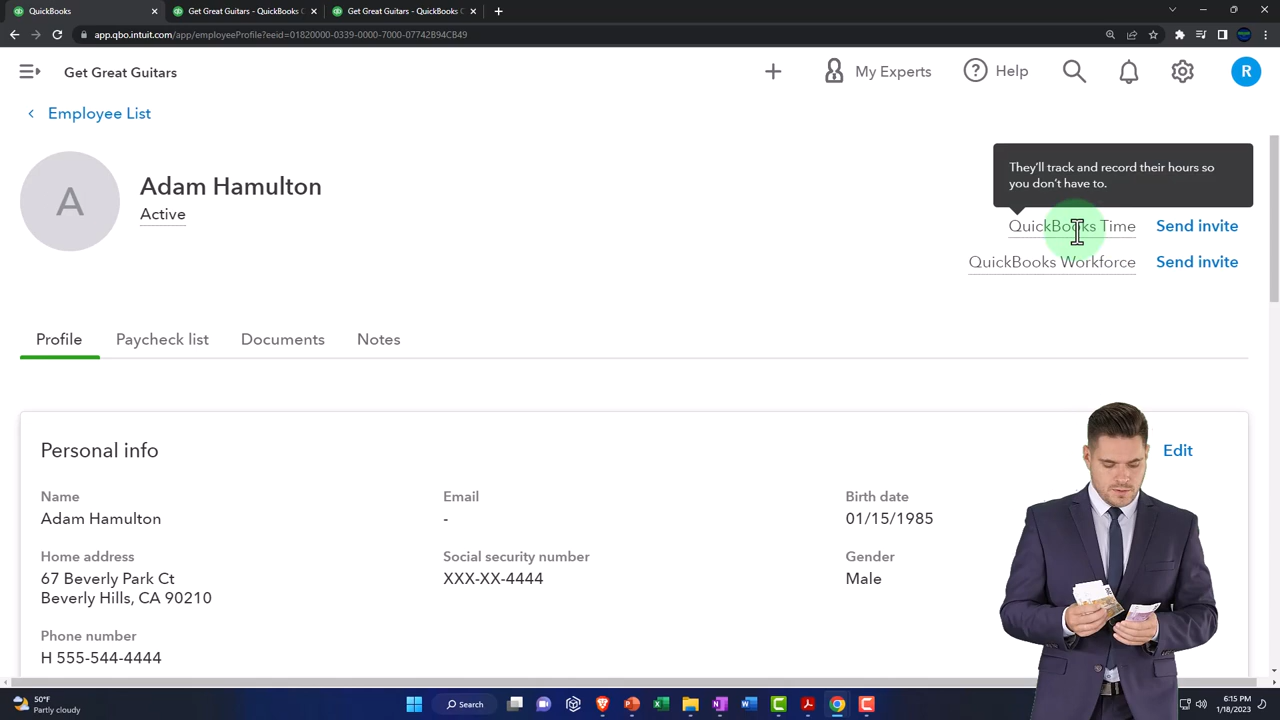 QuickBooks
Get Great Guitars - QuickBooks C
Get Great Guitars - QuickBooks C
app.qbo.intuit.com/app/employeeProfile?eeid=01820000-0339-0000-7000-07742B94CB49
Get Great Guitars
My Experts
Help
R
Employee List
A
Adam Hamulton
Active
They'll track and record their hours so
you don't have to.
QuickBooks Time
Send invite
QuickBooks Workforce
Send invite
Profile
Paycheck list
Documents
Notes
Personal info
Edit
Name
Adam Hamulton
Email
-
Birth date
01/15/1985
Home address
67 Beverly Park Ct
Beverly Hills, CA 90210
Social security number
XXX-XX-4444
Gender
Male
Phone number
H 555-544-4444
50°F
Partly cloudy
Search
6:15 PM
1/18/2023